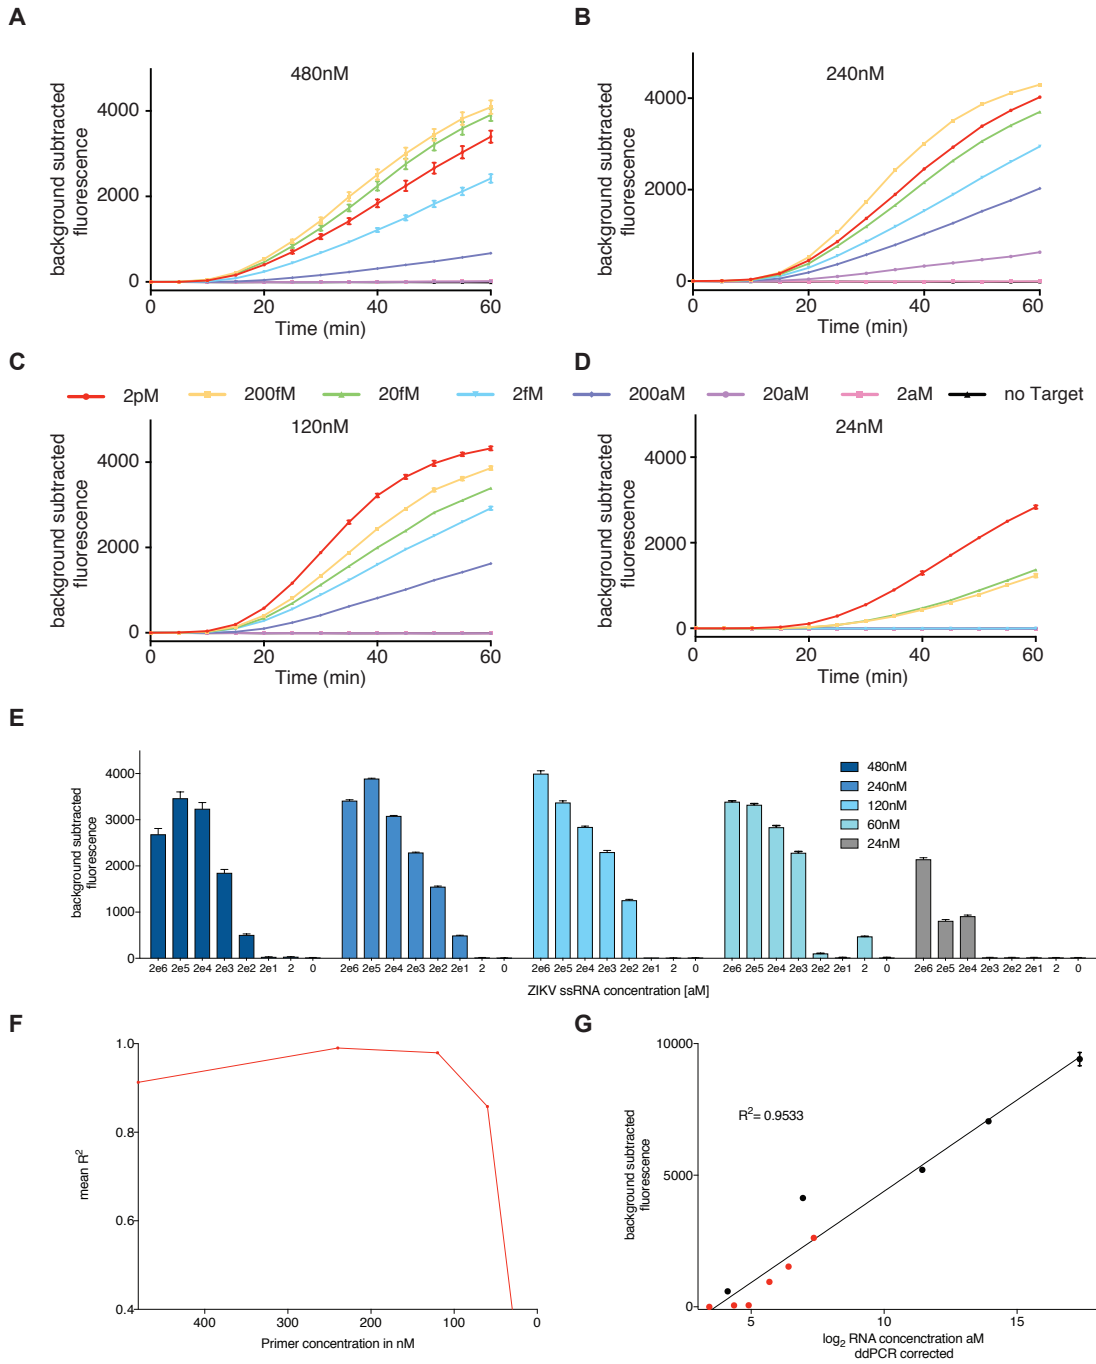 A
480nM
background subtracted
fluorescence
4000
2000
0
0 20 40 60
Time (min)
B
240nM
background subtracted
fluorescence
4000
2000
0
0 20 40 60
Time (min)
C
D
2pM 200fM 20fM 2fM 200aM 20aM 2aM no Target
120nM
background subtracted
fluorescence
4000
2000
0
0 20 40 60
Time (min)
24nM
background subtracted
fluorescence
4000
2000
0
0 20 40 60
Time (min)
E
background subtracted
fluorescence
4000
3000
2000
1000
0
480nM
240nM
120nM
60nM
24nM
2e6 2e5 2e4 2e3 2e2 2e1 2 0 2e6 2e5 2e4 2e3 2e2 2e1 2 0 2e6 2e5 2e4 2e3 2e2 2e1 2 0 2e6 2e5 2e4 2e3 2e2 2e1 2 0 2e6 2e5 2e4 2e3 2e2 2e1 2 0
ZIKV ssRNA concentration [aM]
F
mean R²
1.0
0.8
0.6
0.4
400 300 200 100 0
Primer concentration in nM
G
background subtracted
fluorescence
10000
5000
0
R²= 0.9533
5 10 15
log₂ RNA concenctration aM
ddPCR corrected